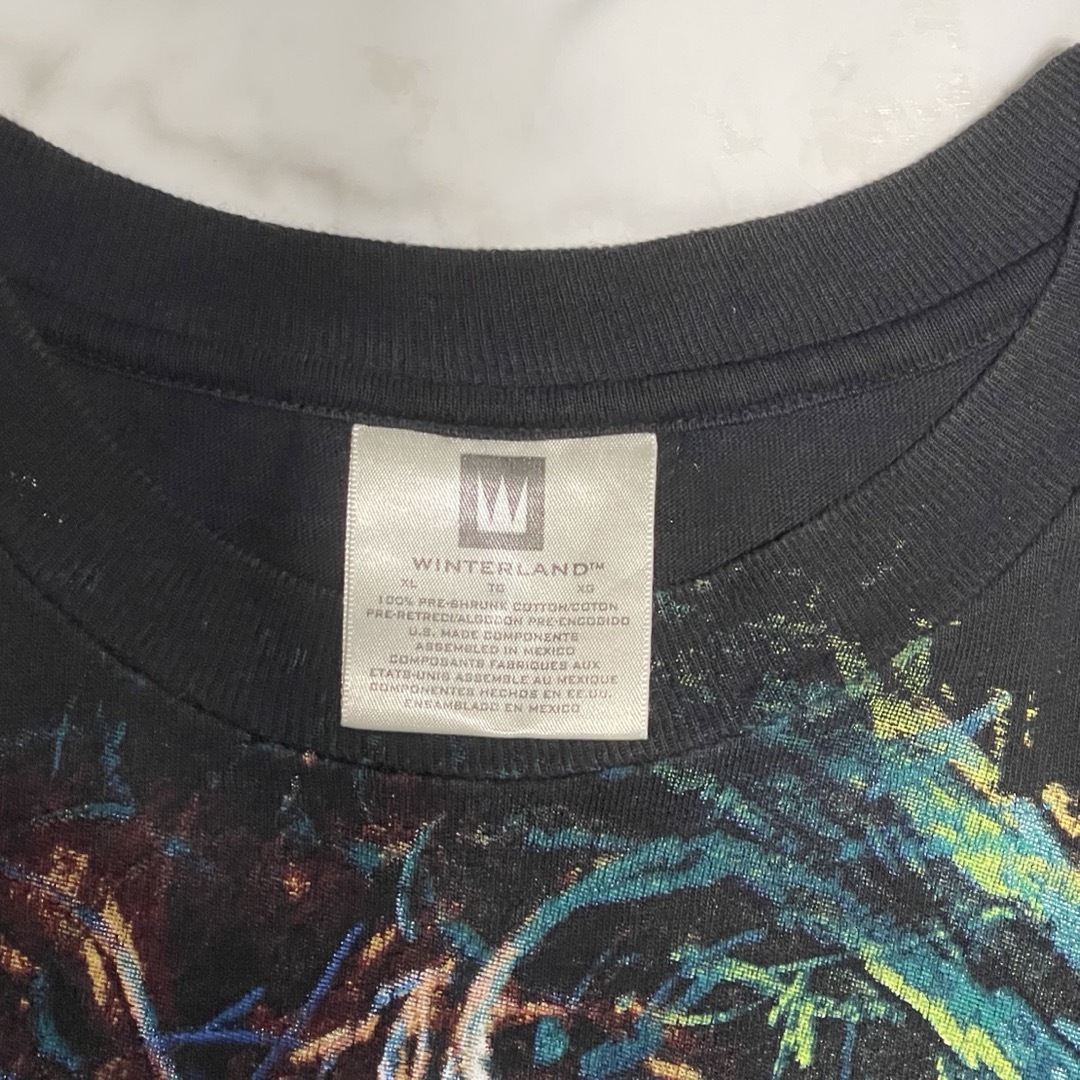 W
WINTERLAND™
XL TG XG
100% PRE-SHRUNK COTTON/COTON
PRE-RETRECI/ALGODON PRE-ENCOGIDO
U.S. MADE COMPONENTS
ASSEMBLED IN MEXICO
COMPOSANTS FABRIQUES AUX
ETATS-UNIS ASSEMBLE AU MEXIQUE
COMPONENTES HECHOS EN EE.UU.
ENSAMBLADO EN MEXICO